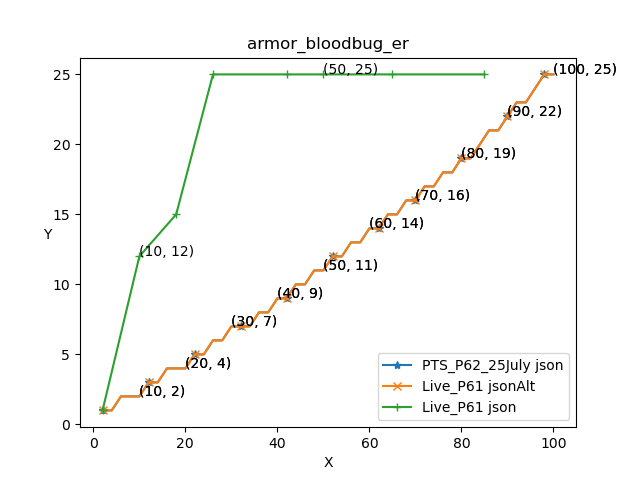 armor_bloodbug_er
25
20
15
10
5
0
Y
(50, 25)
(100, 25)
(90, 22)
(80, 19)
(70, 16)
(10, 12)
(60, 14)
(50, 11)
(40, 9)
(30, 7)
(20, 4)
(10, 2)
PTS_P62_25July json
Live_P61 jsonAlt
Live_P61 json
0 20 40 60 80 100
X